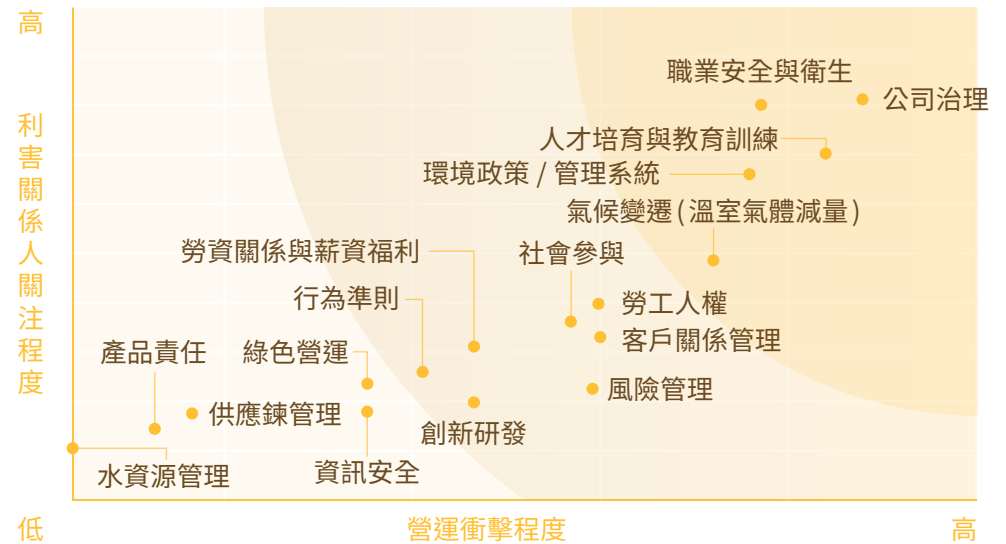 高
利害關係人關注程度
職業安全與衛生
公司治理
人才培育與教育訓練
環境政策 / 管理系統
氣候變遷(溫室氣體減量)
勞資關係與薪資福利
社會參與
行為準則
勞工人權
客戶關係管理
產品責任
綠色營運
風險管理
供應鍊管理
創新研發
水資源管理
資訊安全
低
營運衝擊程度
高